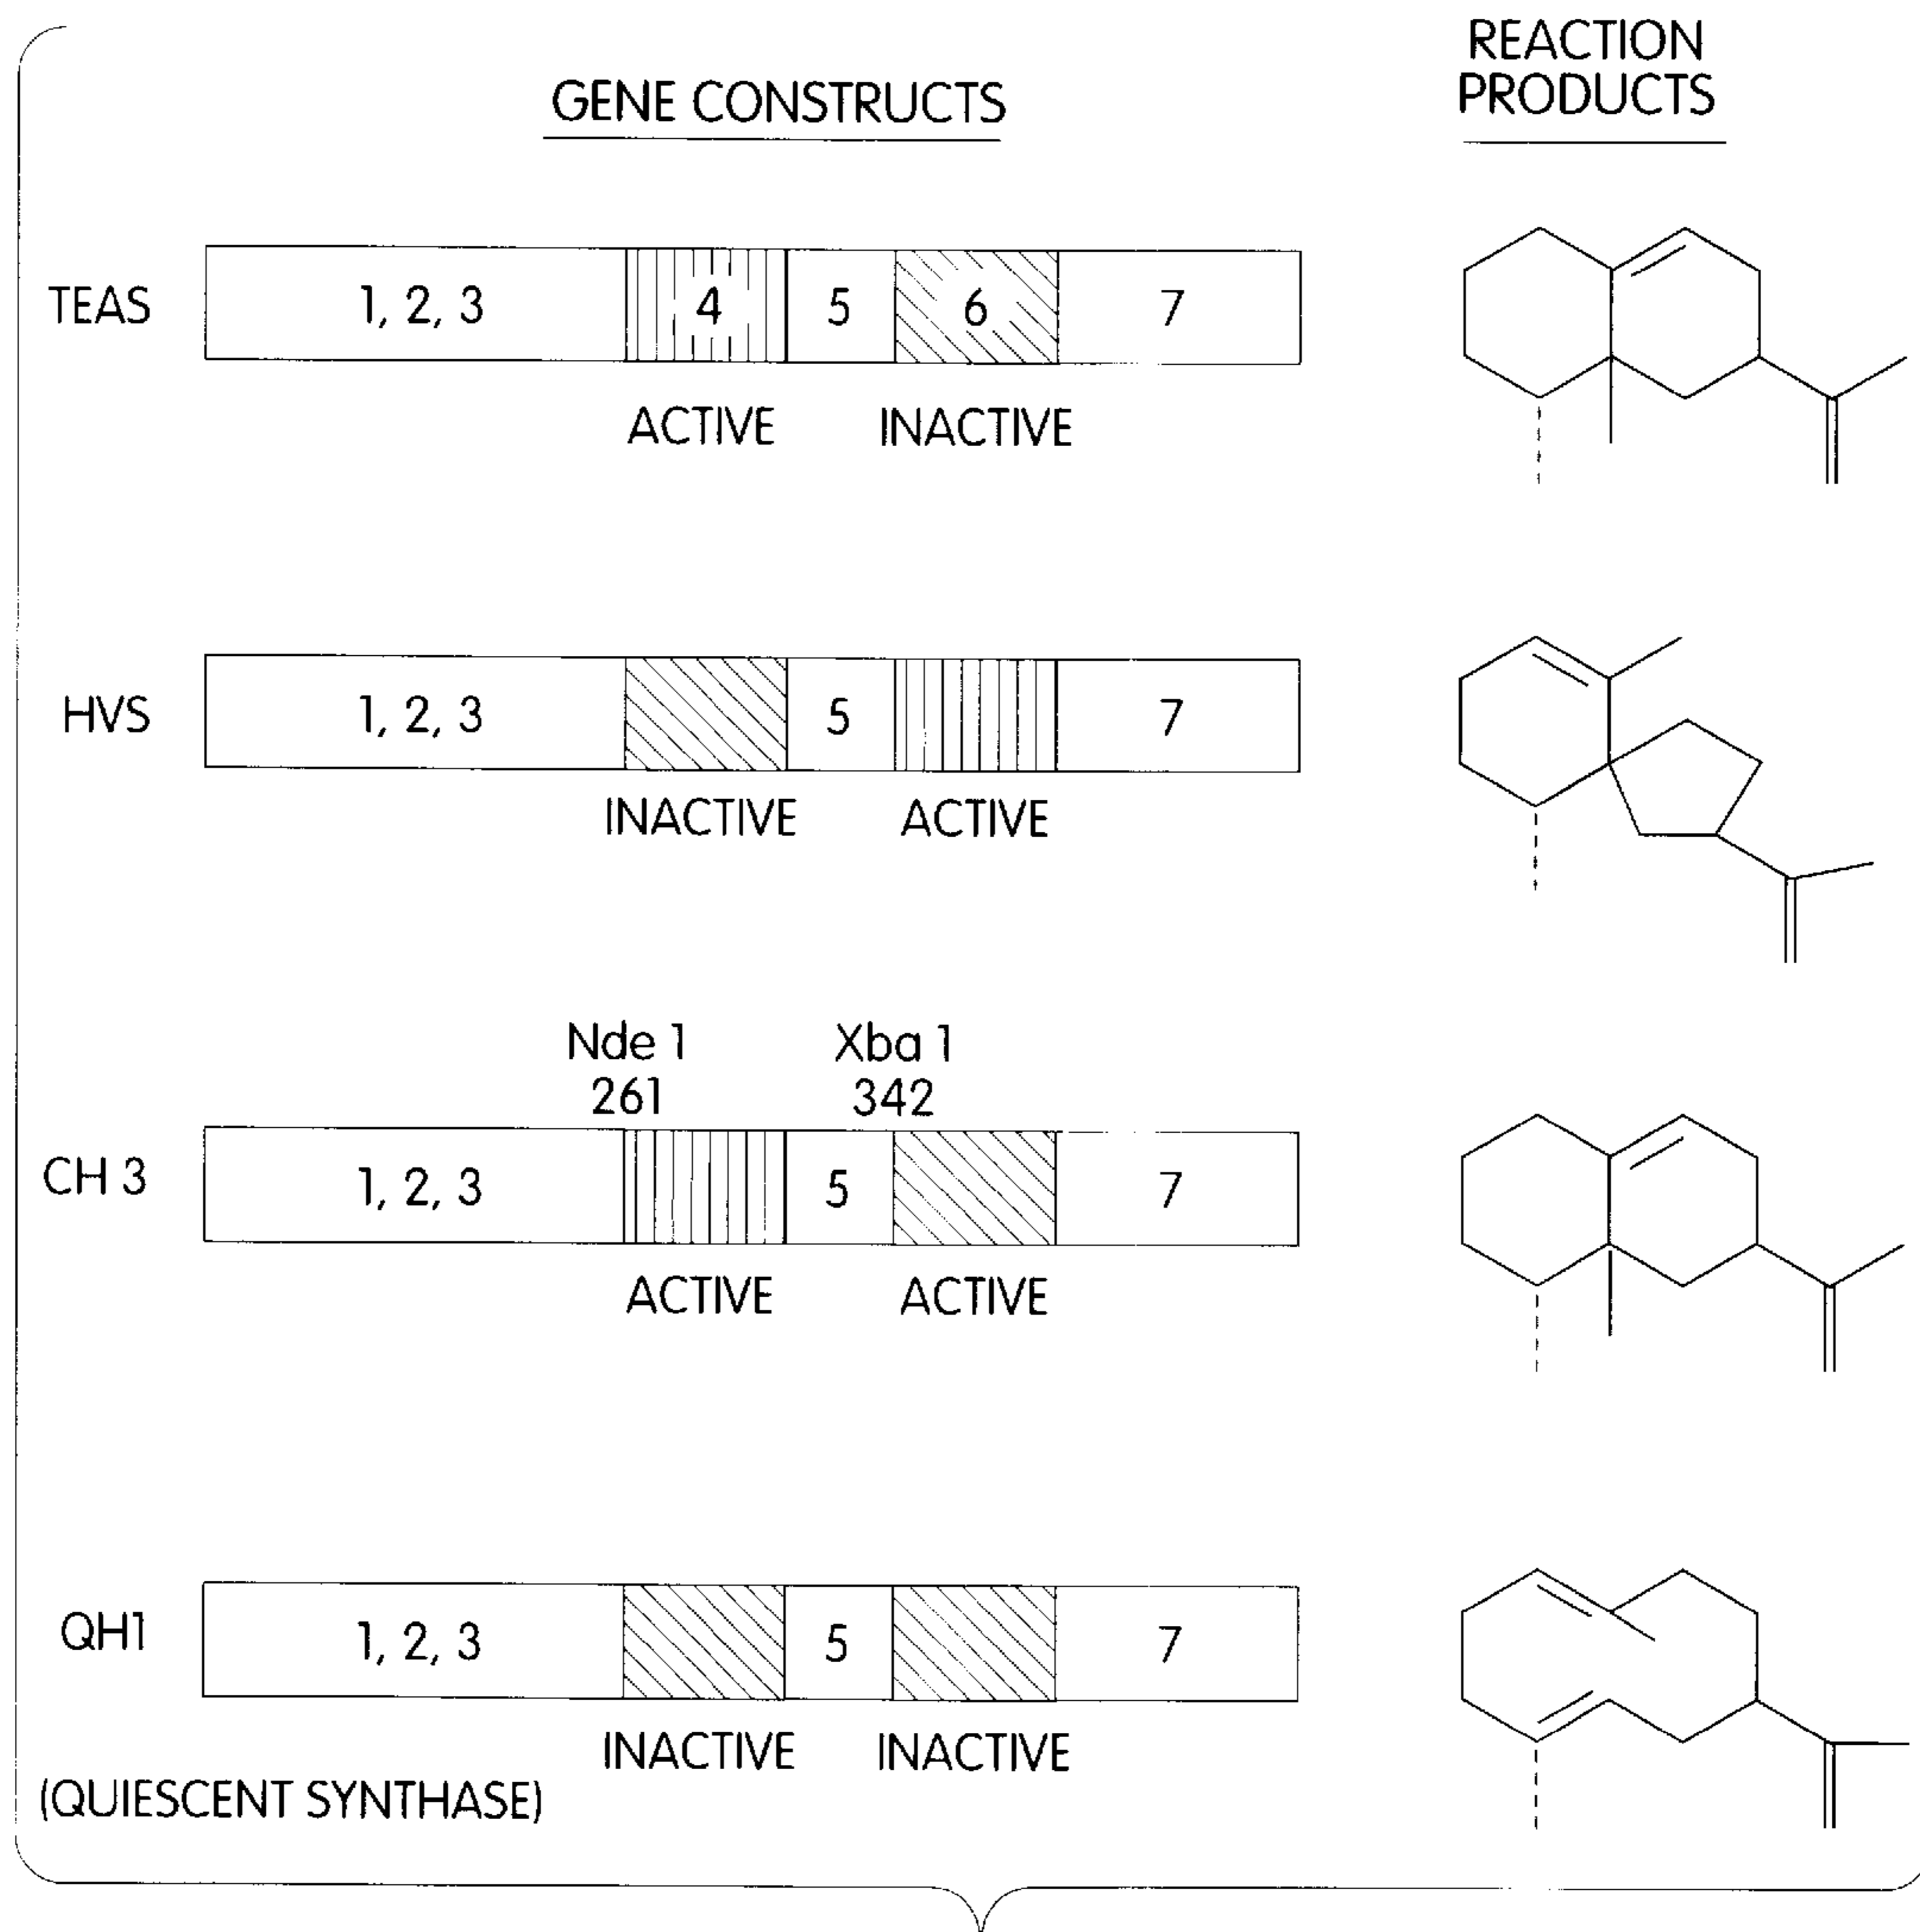 GENE CONSTRUCTS
REACTION
PRODUCTS
TEAS
1, 2, 3
4
5
6
7
ACTIVE
INACTIVE
HVS
1, 2, 3
5
7
INACTIVE
ACTIVE
Nde 1
261
Xba 1
342
CH 3
1, 2, 3
5
7
ACTIVE
ACTIVE
QH1
1, 2, 3
5
7
INACTIVE
INACTIVE
(QUIESCENT SYNTHASE)